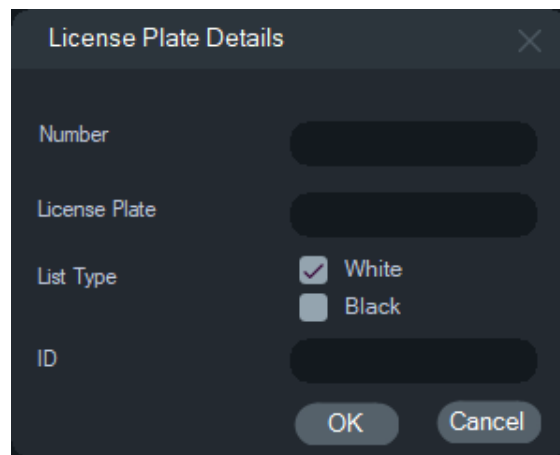 License Plate Details
Number
License Plate
List Type
White
Black
ID
OK
Cancel